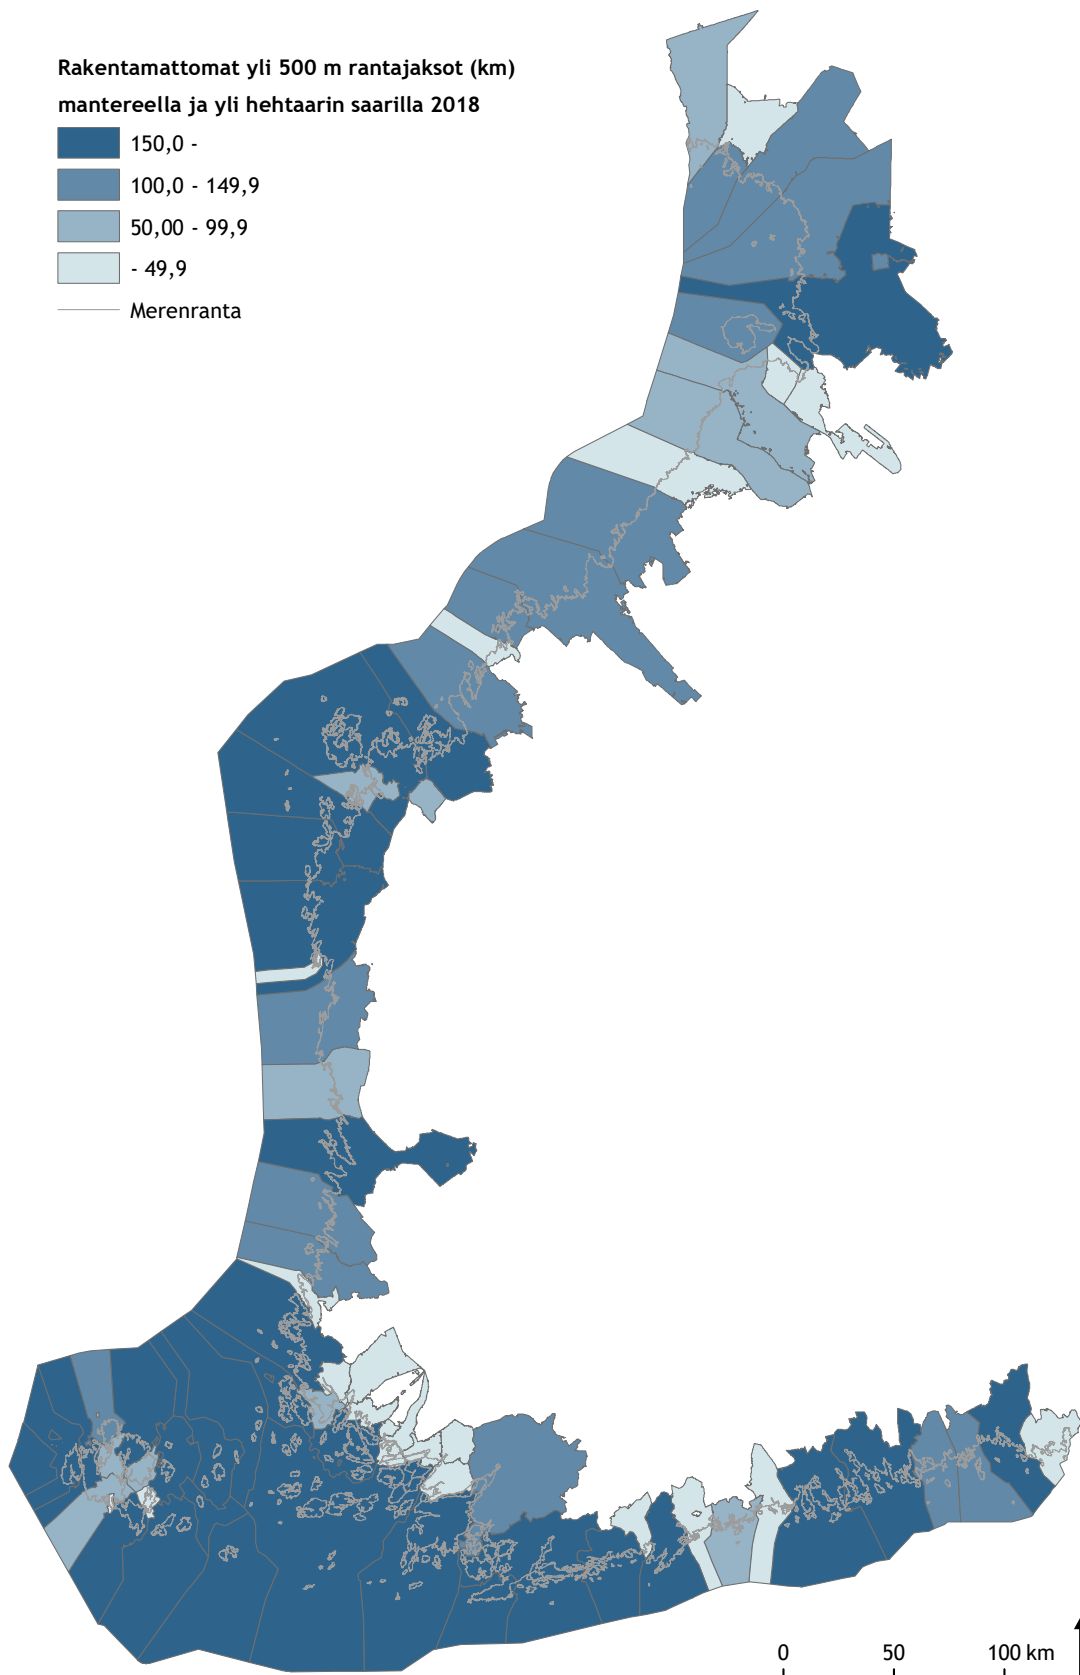 Rakentamattomat yli 500 m rantajaksot (km)
mantereella ja yli hehtaarin saarilla 2018
150,0 -
100,0 - 149,9
50,00 - 99,9
- 49,9
Merenranta
0 50 100 km